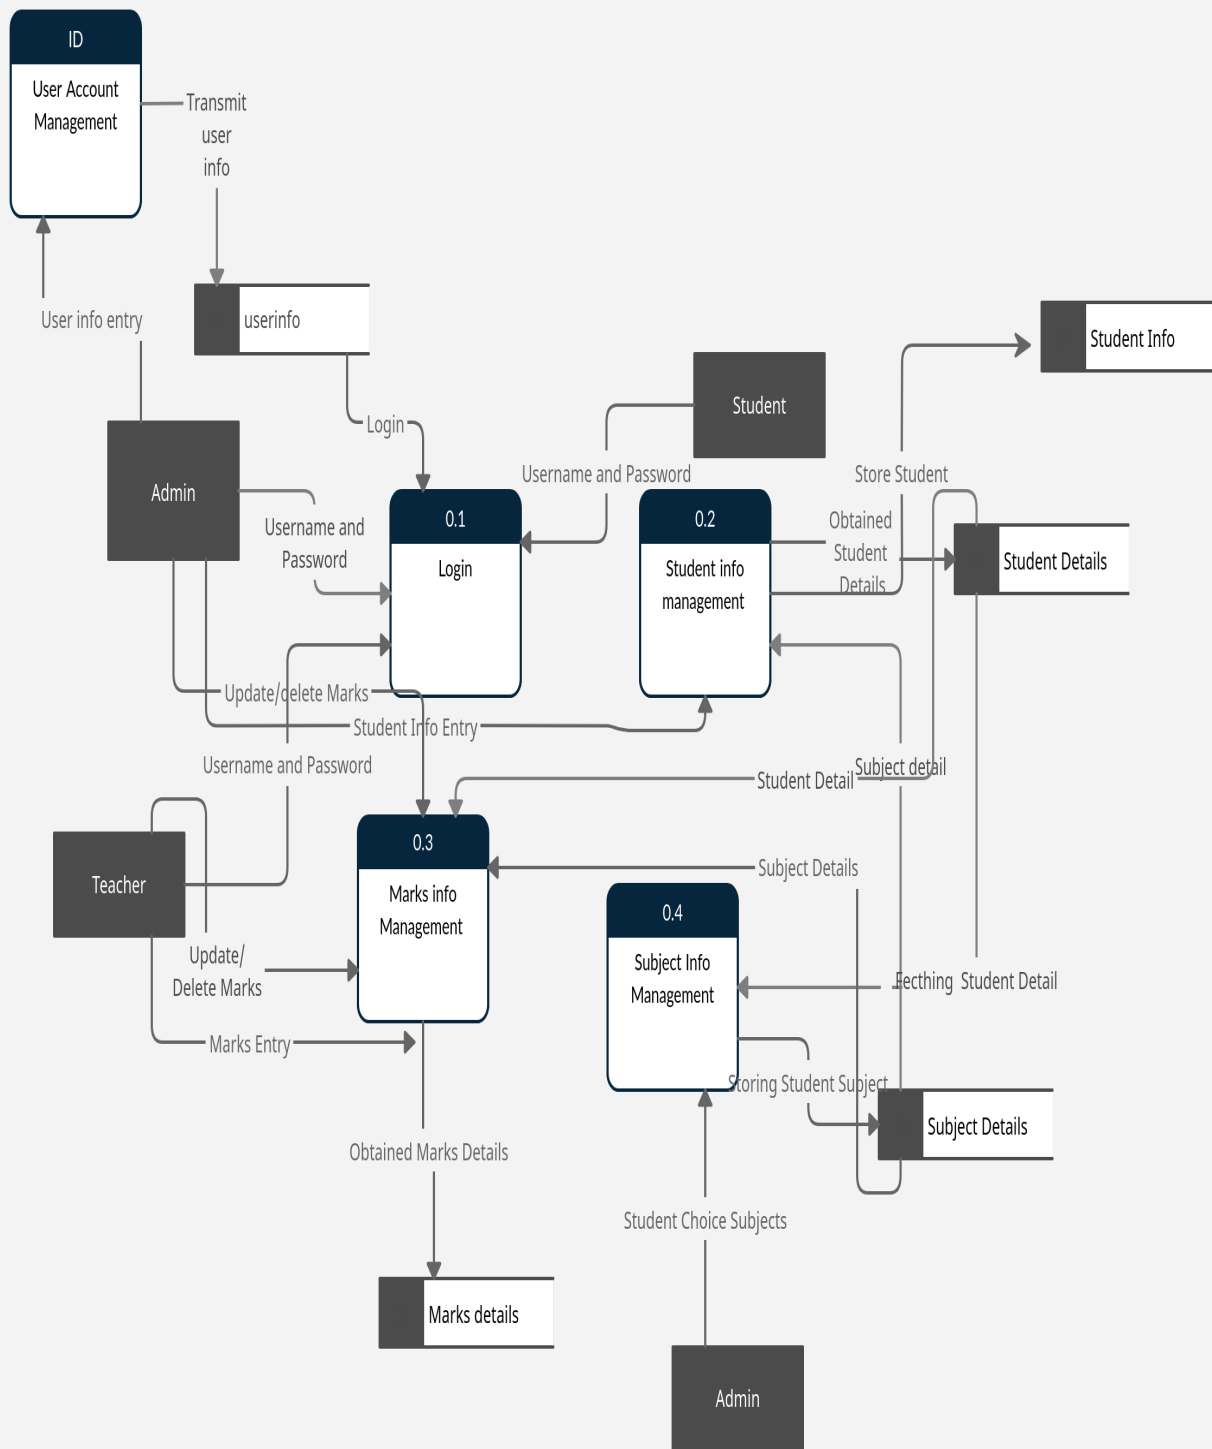 ID
User Account
Management
Transmit
user
info
User info entry
userinfo
Student Info
Login
Student
Admin
Username and Password
Store Student
Username and
Password
0.1
Login
0.2
Student info
management
Obtained
Student
Details
Student Details
Update/delete Marks
Student Info Entry
Username and Password
Student Detail
Subject detail
Teacher
0.3
Marks info
Management
Subject Details
0.4
Subject Info
Management
Update/
Delete Marks
Fecthing Student Detail
Marks Entry
Storing Student Subject
Subject Details
Obtained Marks Details
Student Choice Subjects
Marks details
Admin